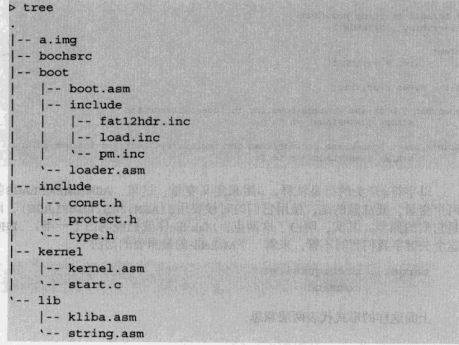 ▷ tree
.
|-- a.img
|-- bochsrc
|-- boot
|   |-- boot.asm
|   |-- include
|   |   |-- fat12hdr.inc
|   |   |-- load.inc
|   |   `-- pm.inc
|   `-- loader.asm
|-- include
|   |-- const.h
|   |-- protect.h
|   `-- type.h
|-- kernel
|   |-- kernel.asm
|   `-- start.c
`-- lib
    |-- kliba.asm
    `-- string.asm